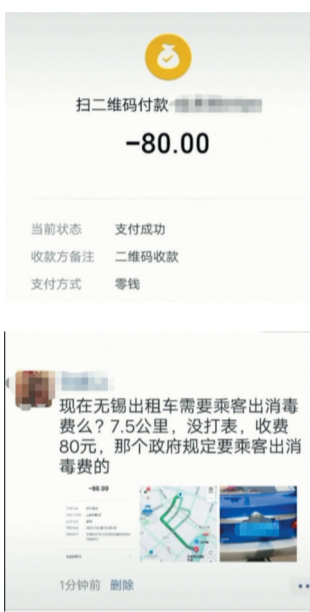 扫二维码付款
-80.00
当前状态 支付成功
收款方备注 二维码收款
支付方式 零钱
现在无锡出租车需要乘客出消毒
费么？7.5公里，没打表，收费
80元，那个政府规定要乘客出消
毒费的
-80.00
1分钟前 删除